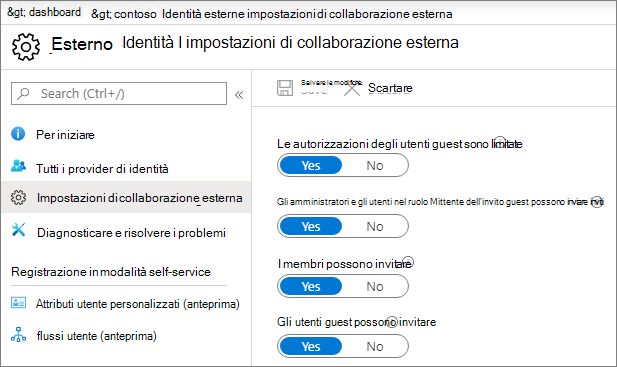 &gt; dashboard &gt; contoso Identità esterne impostazioni di collaborazione esterna
Esterno Identità I impostazioni di collaborazione esterna
Search (Ctrl+/) «
Salvare le modifiche Scartare
Per iniziare
Tutti i provider di identità
Impostazioni di collaborazione esterna
Diagnosticare e risolvere i problemi
Registrazione in modalità self-service
Attributi utente personalizzati (anteprima)
flussi utente (anteprima)
Le autorizzazioni degli utenti guest sono limitate
Yes No
Gli amministratori e gli utenti nel ruolo Mittente dell'invito guest possono inviare inviti
Yes No
I membri possono invitare
Yes No
Gli utenti guest possono invitare
Yes No